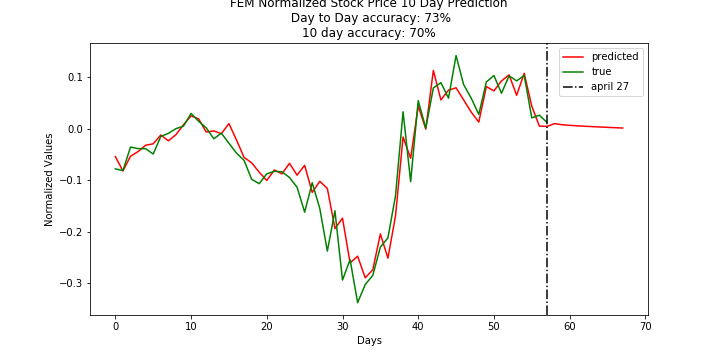 FEM Normalized Stock Price 10 Day Prediction
Day to Day accuracy: 73%
10 day accuracy: 70%
predicted
true
april 27
Normalized Values
0.1
0.0
−0.1
−0.2
−0.3
0 10 20 30 40 50 60 70
Days